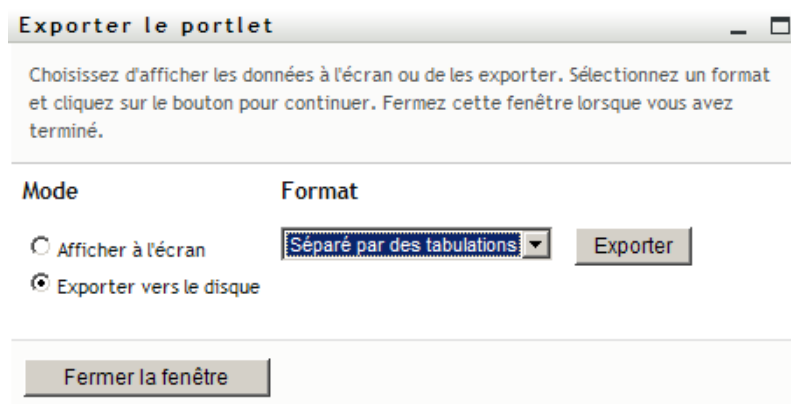 Exporter le portlet
Choisissez d'afficher les données à l'écran ou de les exporter. Sélectionnez un format
et cliquez sur le bouton pour continuer. Fermez cette fenêtre lorsque vous avez
terminé.
Mode Format
Afficher à l'écran Séparé par des tabulations Exporter
Exporter vers le disque
Fermer la fenêtre